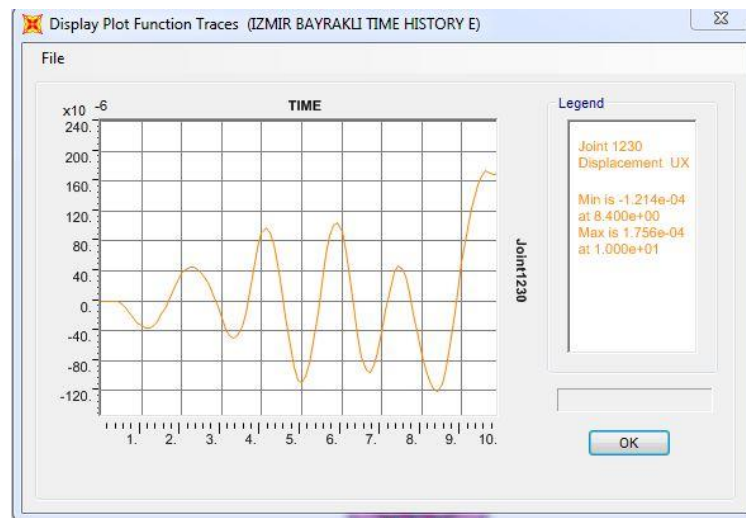 Display Plot Function Traces (IZMIR BAYRAKLI TIME HISTORY E)
File
x10 -6
TIME
240.
200.
160.
120.
80.
40.
0.
-40.
-80.
-120.
1. 2. 3. 4. 5. 6. 7. 8. 9. 10.
Joint1230
Legend
Joint 1230
Displacement UX
Min is -1.214e-04
at 8.400e+00
Max is 1.756e-04
at 1.000e+01
OK